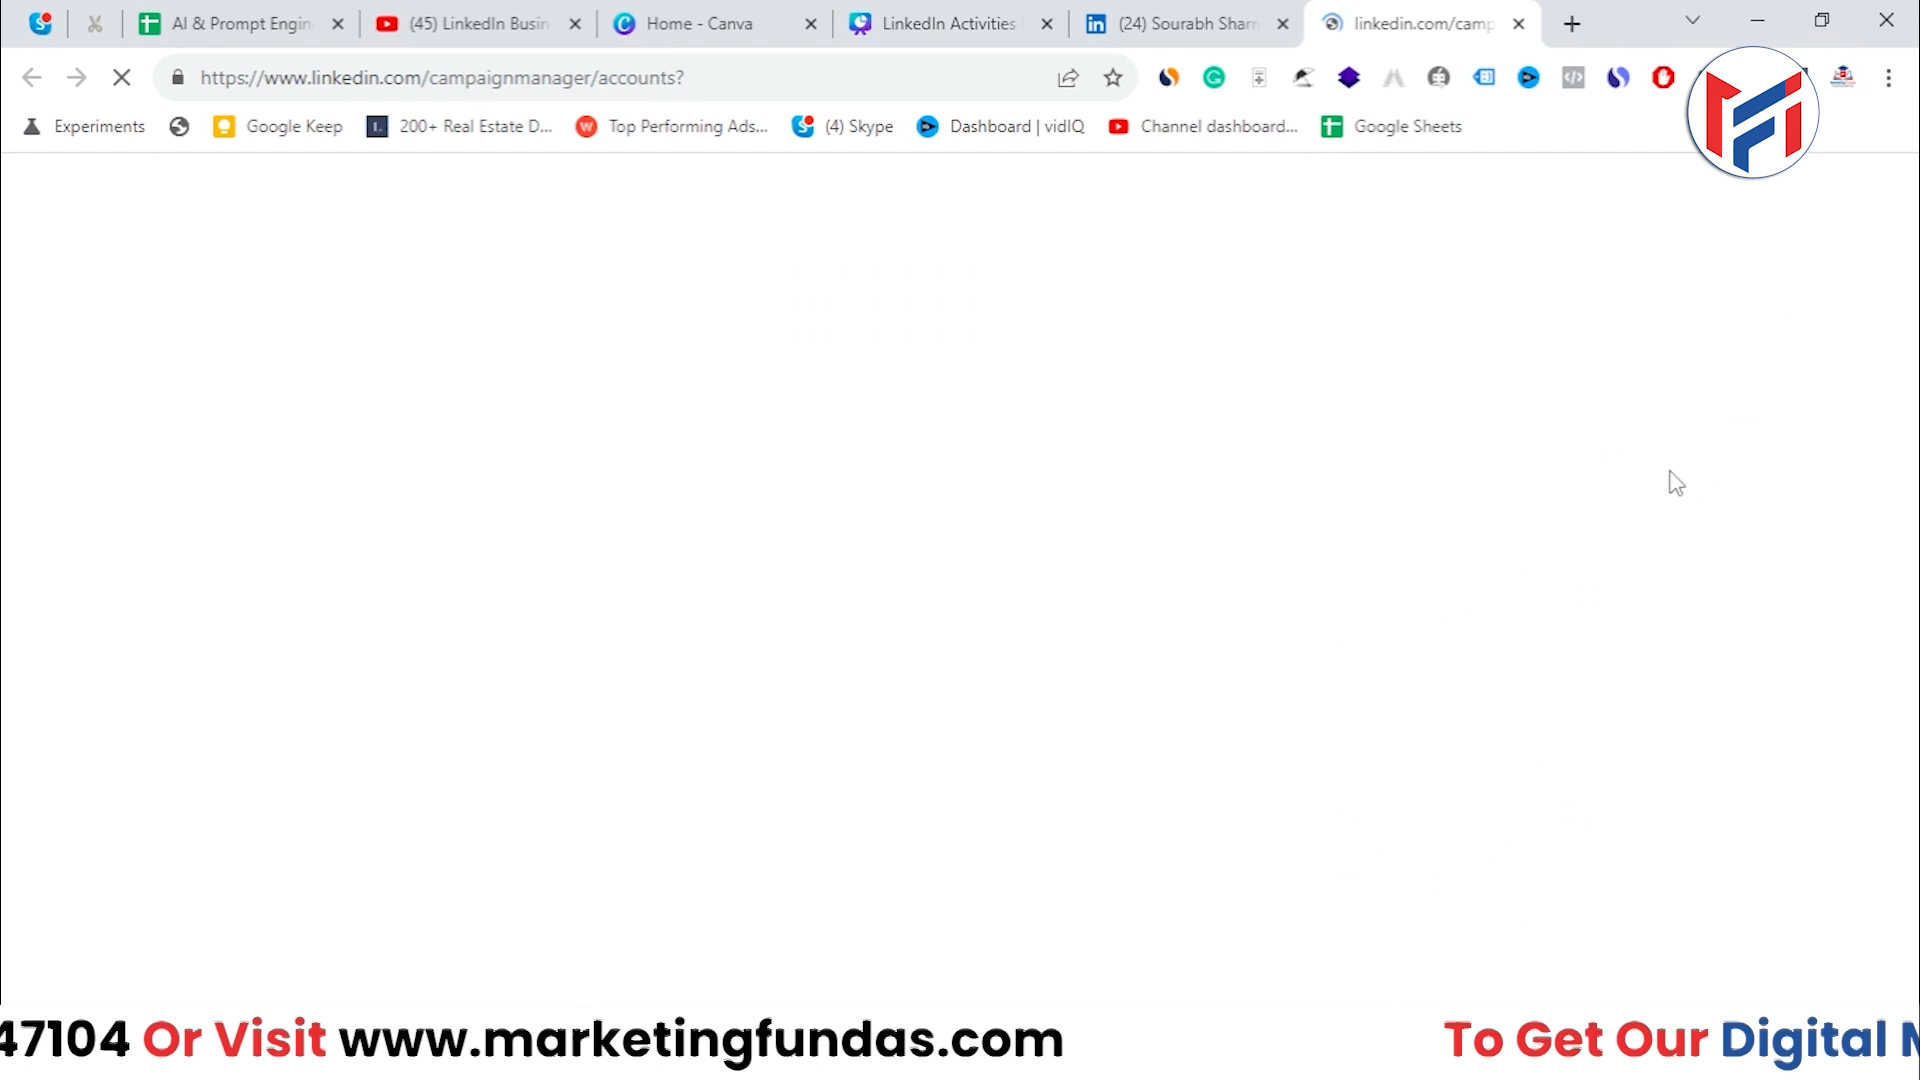 AI & Prompt Engin
(45) LinkedIn Busin
Home - Canva
LinkedIn Activities
(24) Sourabh Sharm
linkedin.com/camp
https://www.linkedin.com/campaignmanager/accounts?
Experiments
Google Keep
200+ Real Estate D...
Top Performing Ads...
(4) Skype
Dashboard | vidIQ
Channel dashboard...
Google Sheets
47104 Or Visit www.marketingfundas.com
To Get Our Digital M